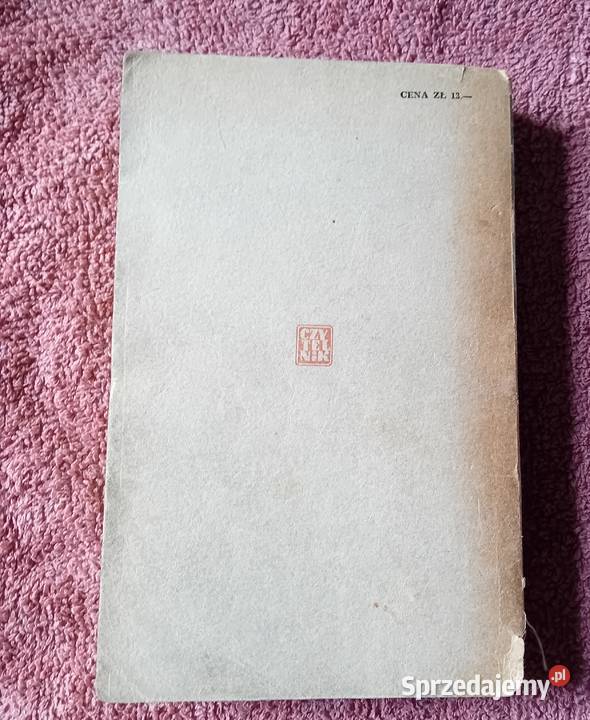 CENA ZŁ 13.—
CZY
TEL
NIK
Sprzedajemy.pl